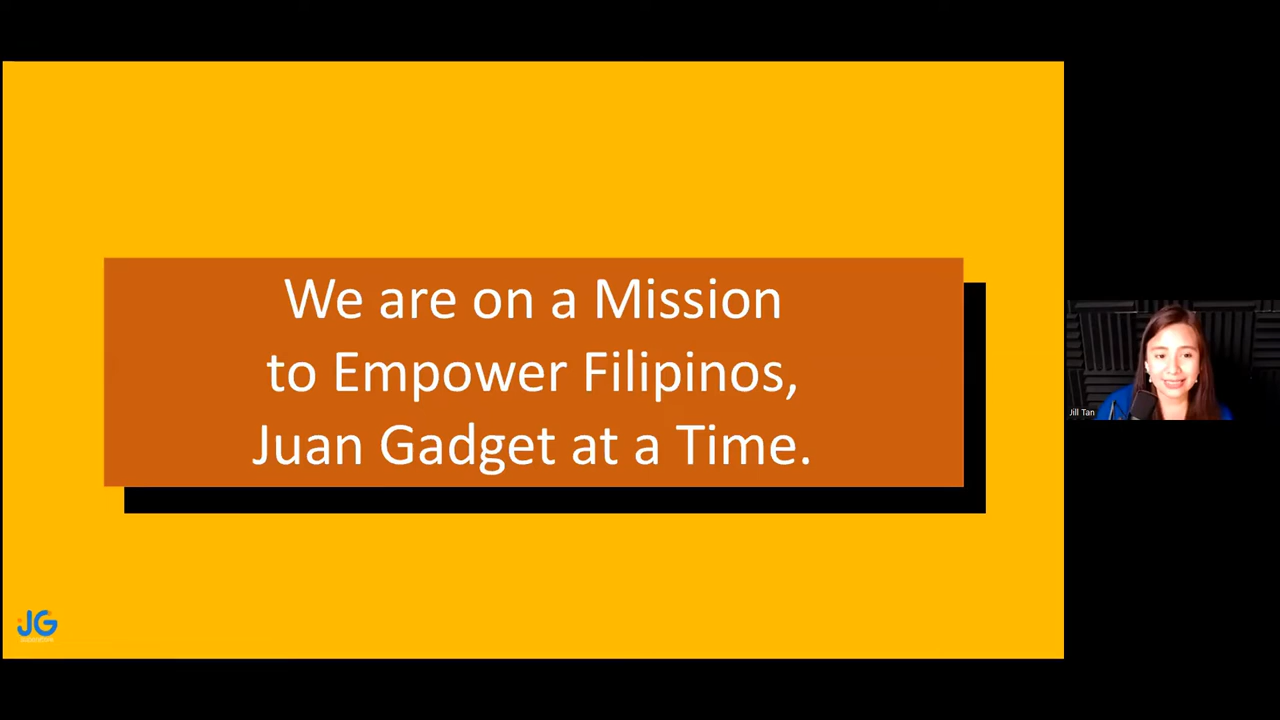 We are on a Mission
to Empower Filipinos,
Juan Gadget at a Time.
Jill Tan
JG